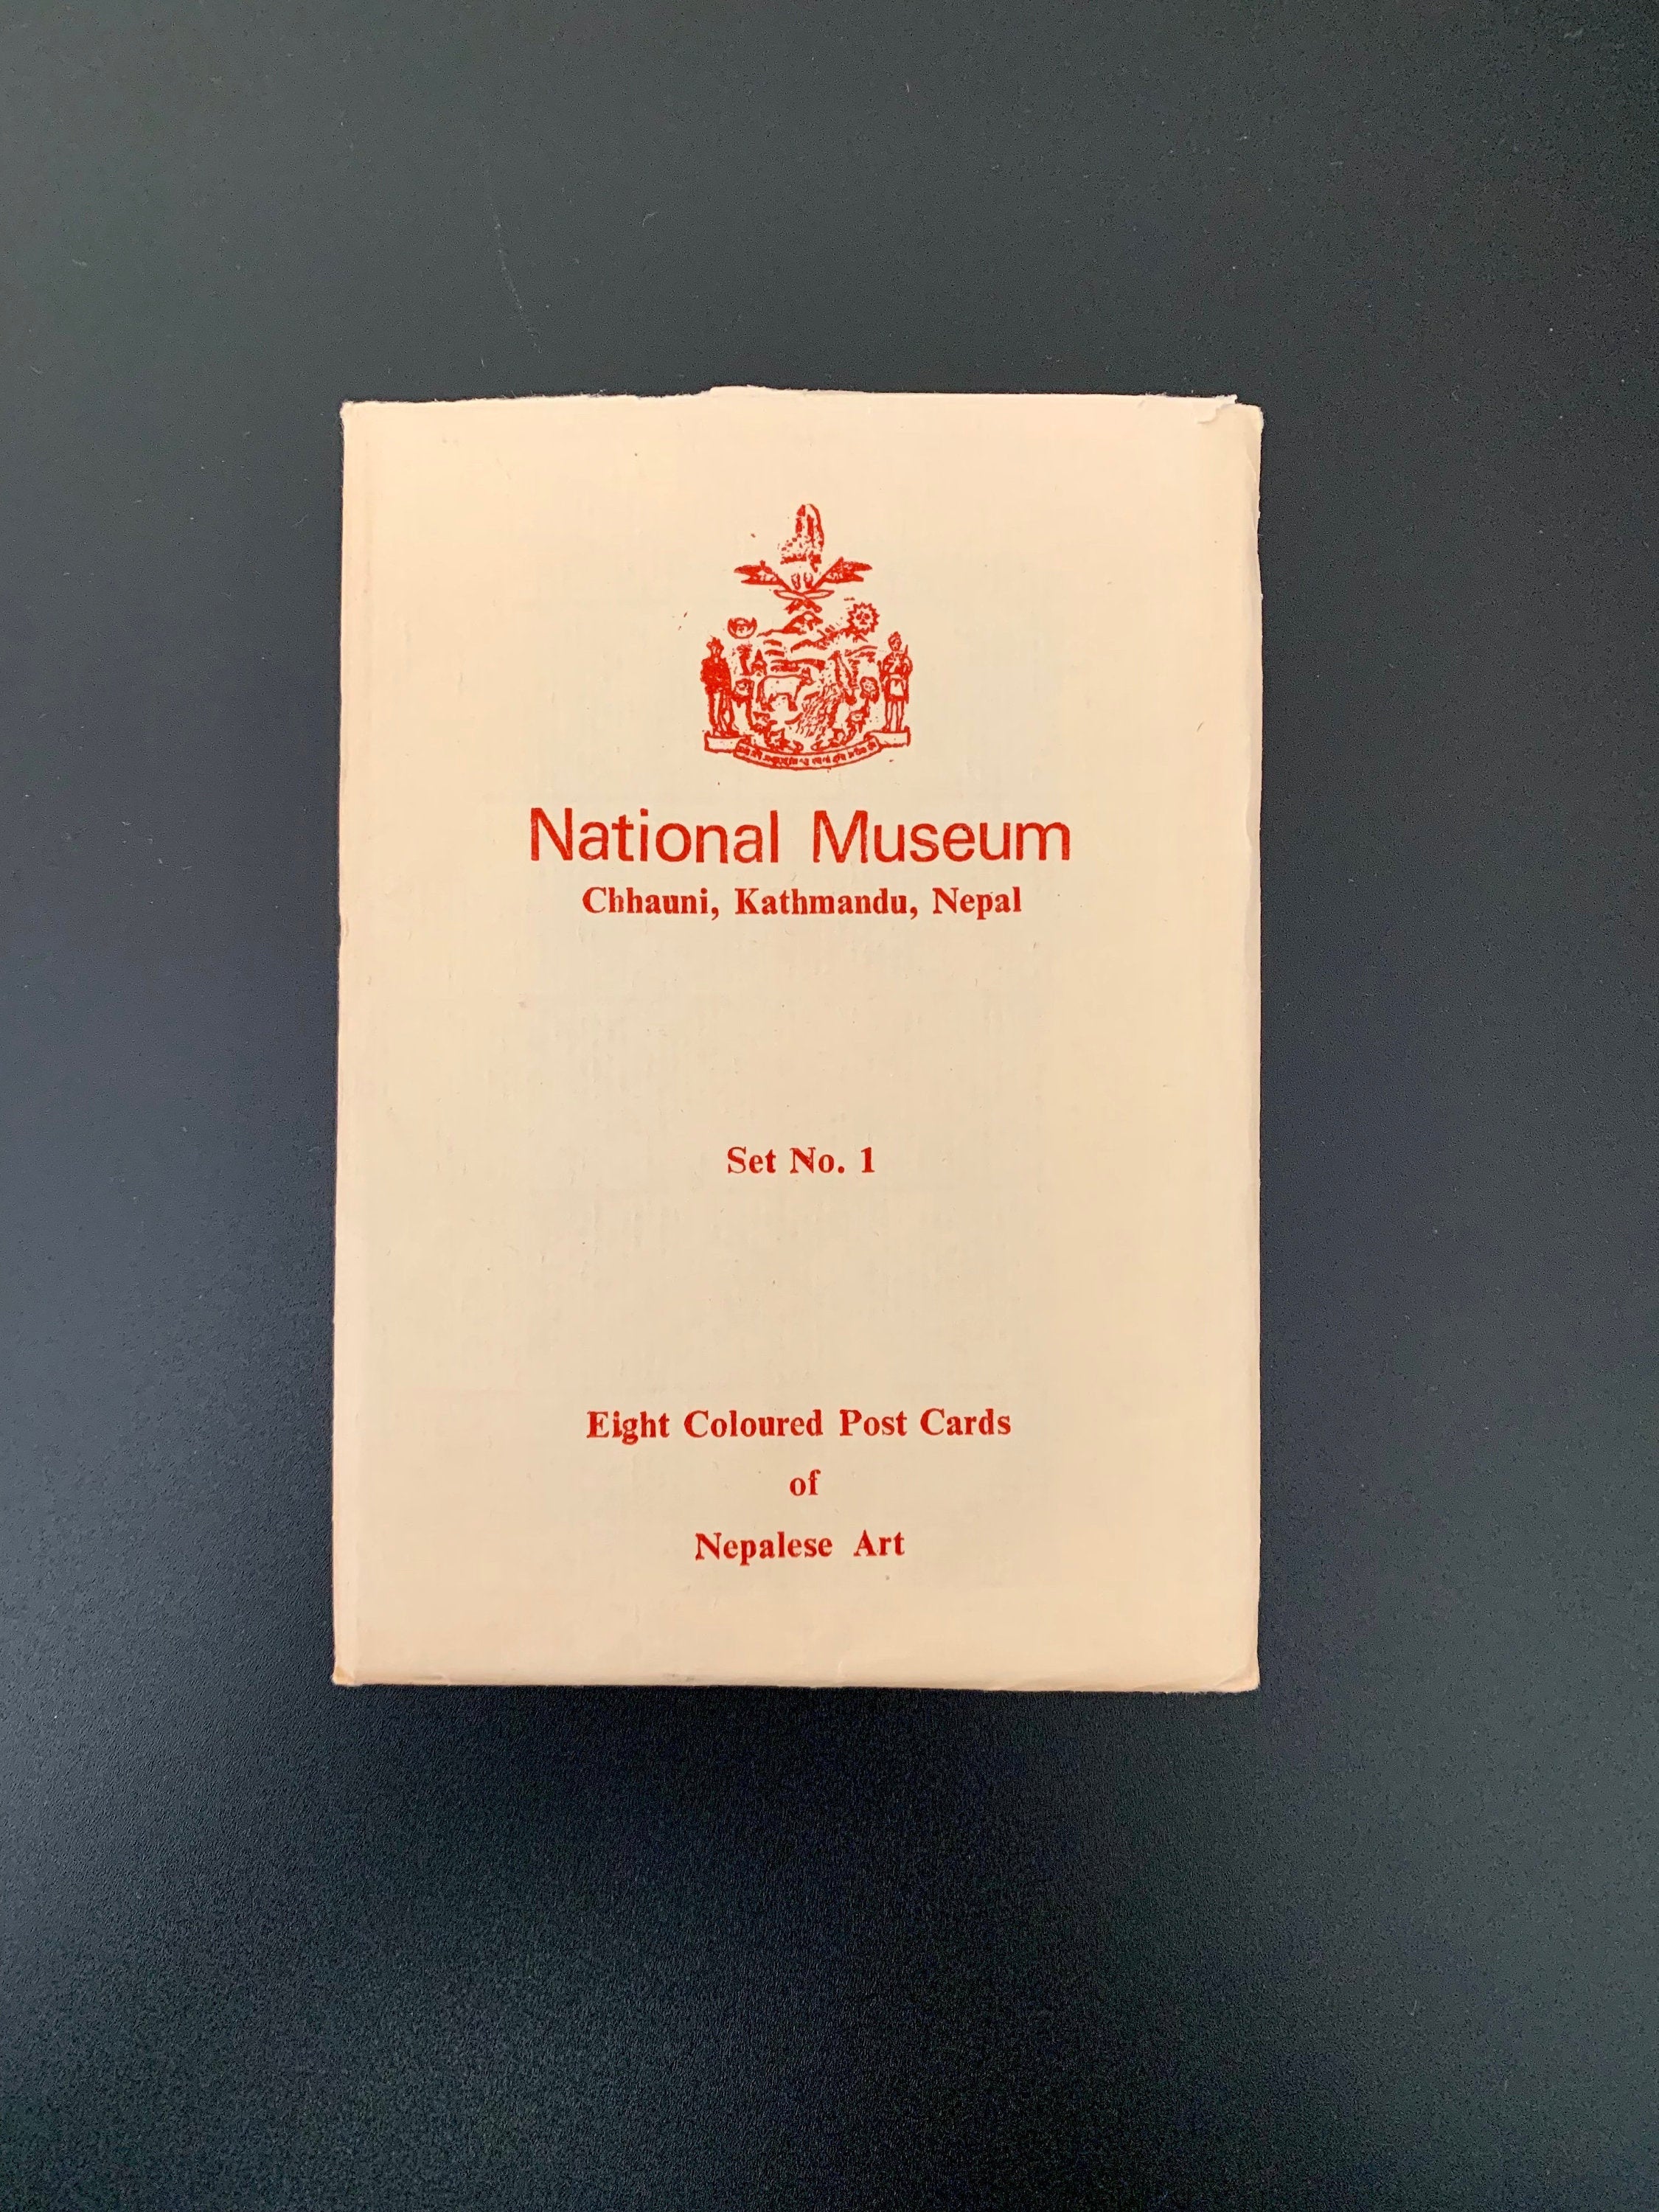 National Museum
Chhauni, Kathmandu, Nepal
Set No. 1
Eight Coloured Post Cards
of
Nepalese Art